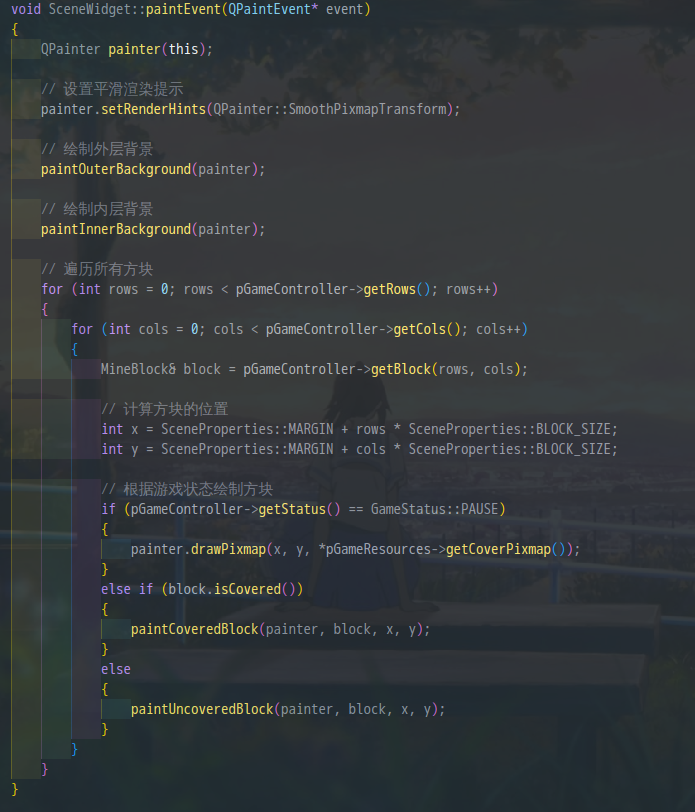 void SceneWidget::paintEvent(QPaintEvent* event)
{
    QPainter painter(this);

    // 设置平滑渲染提示
    painter.setRenderHints(QPainter::SmoothPixmapTransform);

    // 绘制外层背景
    paintOuterBackground(painter);

    // 绘制内层背景
    paintInnerBackground(painter);

    // 遍历所有方块
    for (int rows = 0; rows < pGameController->getRows(); rows++)
    {
        for (int cols = 0; cols < pGameController->getCols(); cols++)
        {
            MineBlock& block = pGameController->getBlock(rows, cols);

            // 计算方块的位置
            int x = SceneProperties::MARGIN + rows * SceneProperties::BLOCK_SIZE;
            int y = SceneProperties::MARGIN + cols * SceneProperties::BLOCK_SIZE;

            // 根据游戏状态绘制方块
            if (pGameController->getStatus() == GameStatus::PAUSE)
            {
                painter.drawPixmap(x, y, *pGameResources->getCoverPixmap());
            }
            else if (block.isCovered())
            {
                paintCoveredBlock(painter, block, x, y);
            }
            else
            {
                paintUncoveredBlock(painter, block, x, y);
            }
        }
    }
}